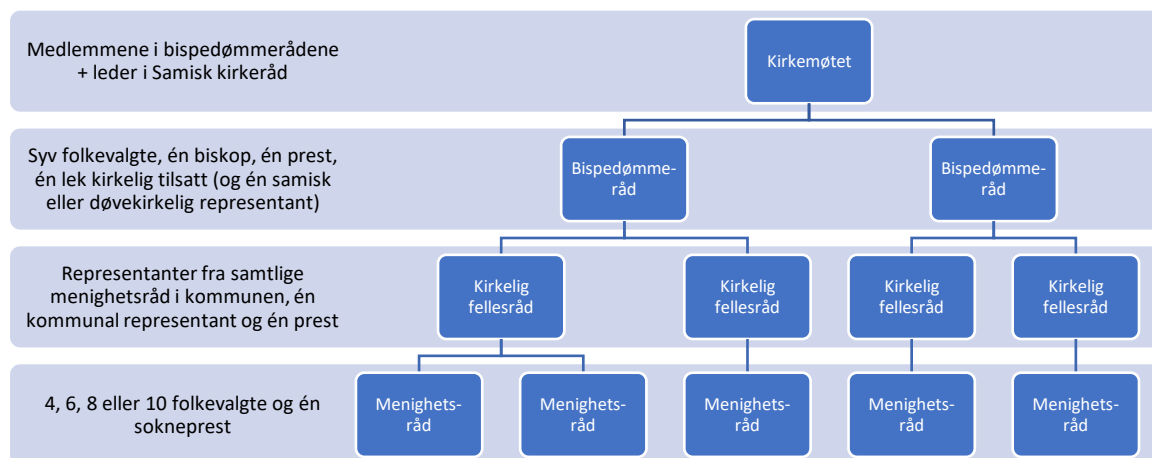 Medlemmene i bispedømmerådene
+ leder i Samisk kirkeråd
Kirkemøtet
Syv folkevalgte, én biskop, én prest,
én lek kirkelig tilsatt (og én samisk
eller døvekirkelig representant)
Bispedømme-
råd
Bispedømme-
råd
Representanter fra samtlige
menighetsråd i kommunen, én
kommunal representant og én prest
Kirkelig
fellesråd
Kirkelig
fellesråd
Kirkelig
fellesråd
Kirkelig
fellesråd
4, 6, 8 eller 10 folkevalgte og én
sokneprest
Menighets-
råd
Menighets-
råd
Menighets-
råd
Menighets-
råd
Menighets-
råd